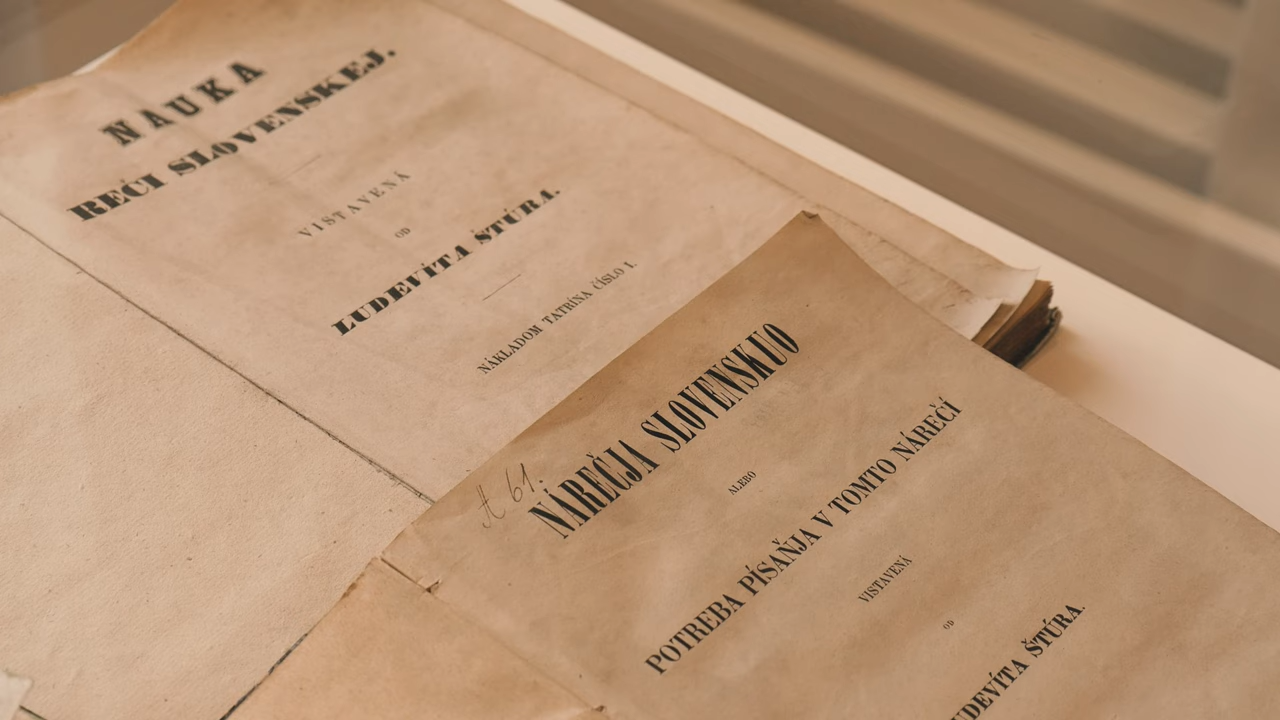 NAUKA
REČI SLOVENSKEJ.
VISTAVENÁ
OD
LUDEVÍTA ŠTÚRA.
NÁKLADOM TATRÍNA ČÍSLO I.
A 61.
NÁREČJA SLOVENSKUO
ALEBO
POTREBA PÍSAŇJA V TOMTO NÁREČÍ
VISTAVENÁ
OD
UDEVÍTA ŠTÚRA.